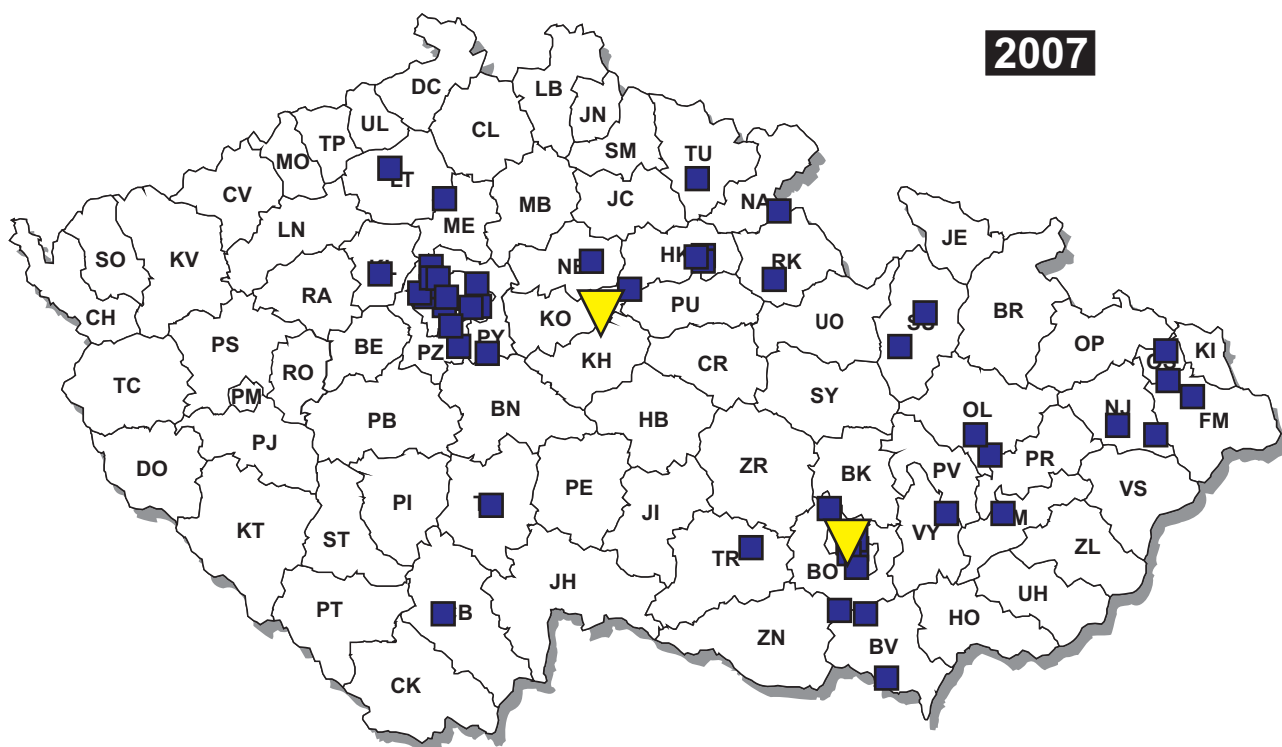 2007
DC
LB
JN
UL
CL
TP
MO
SM
TU
CV
LT
MB
JC
NA
ME
LN
JE
SO
KV
HK
RK
NB
RA
CH
PU
KO
UO
BR
PS
BE
PY
OP
KI
PZ
KH
CR
TC
RO
PM
SY
BN
OL
NJ
FM
PB
HB
PJ
DO
ZR
BK
PV
PR
PE
VS
KT
PI
JI
ST
VY
ZL
TR
BO
JH
UH
PT
HO
ZN
BV
CK